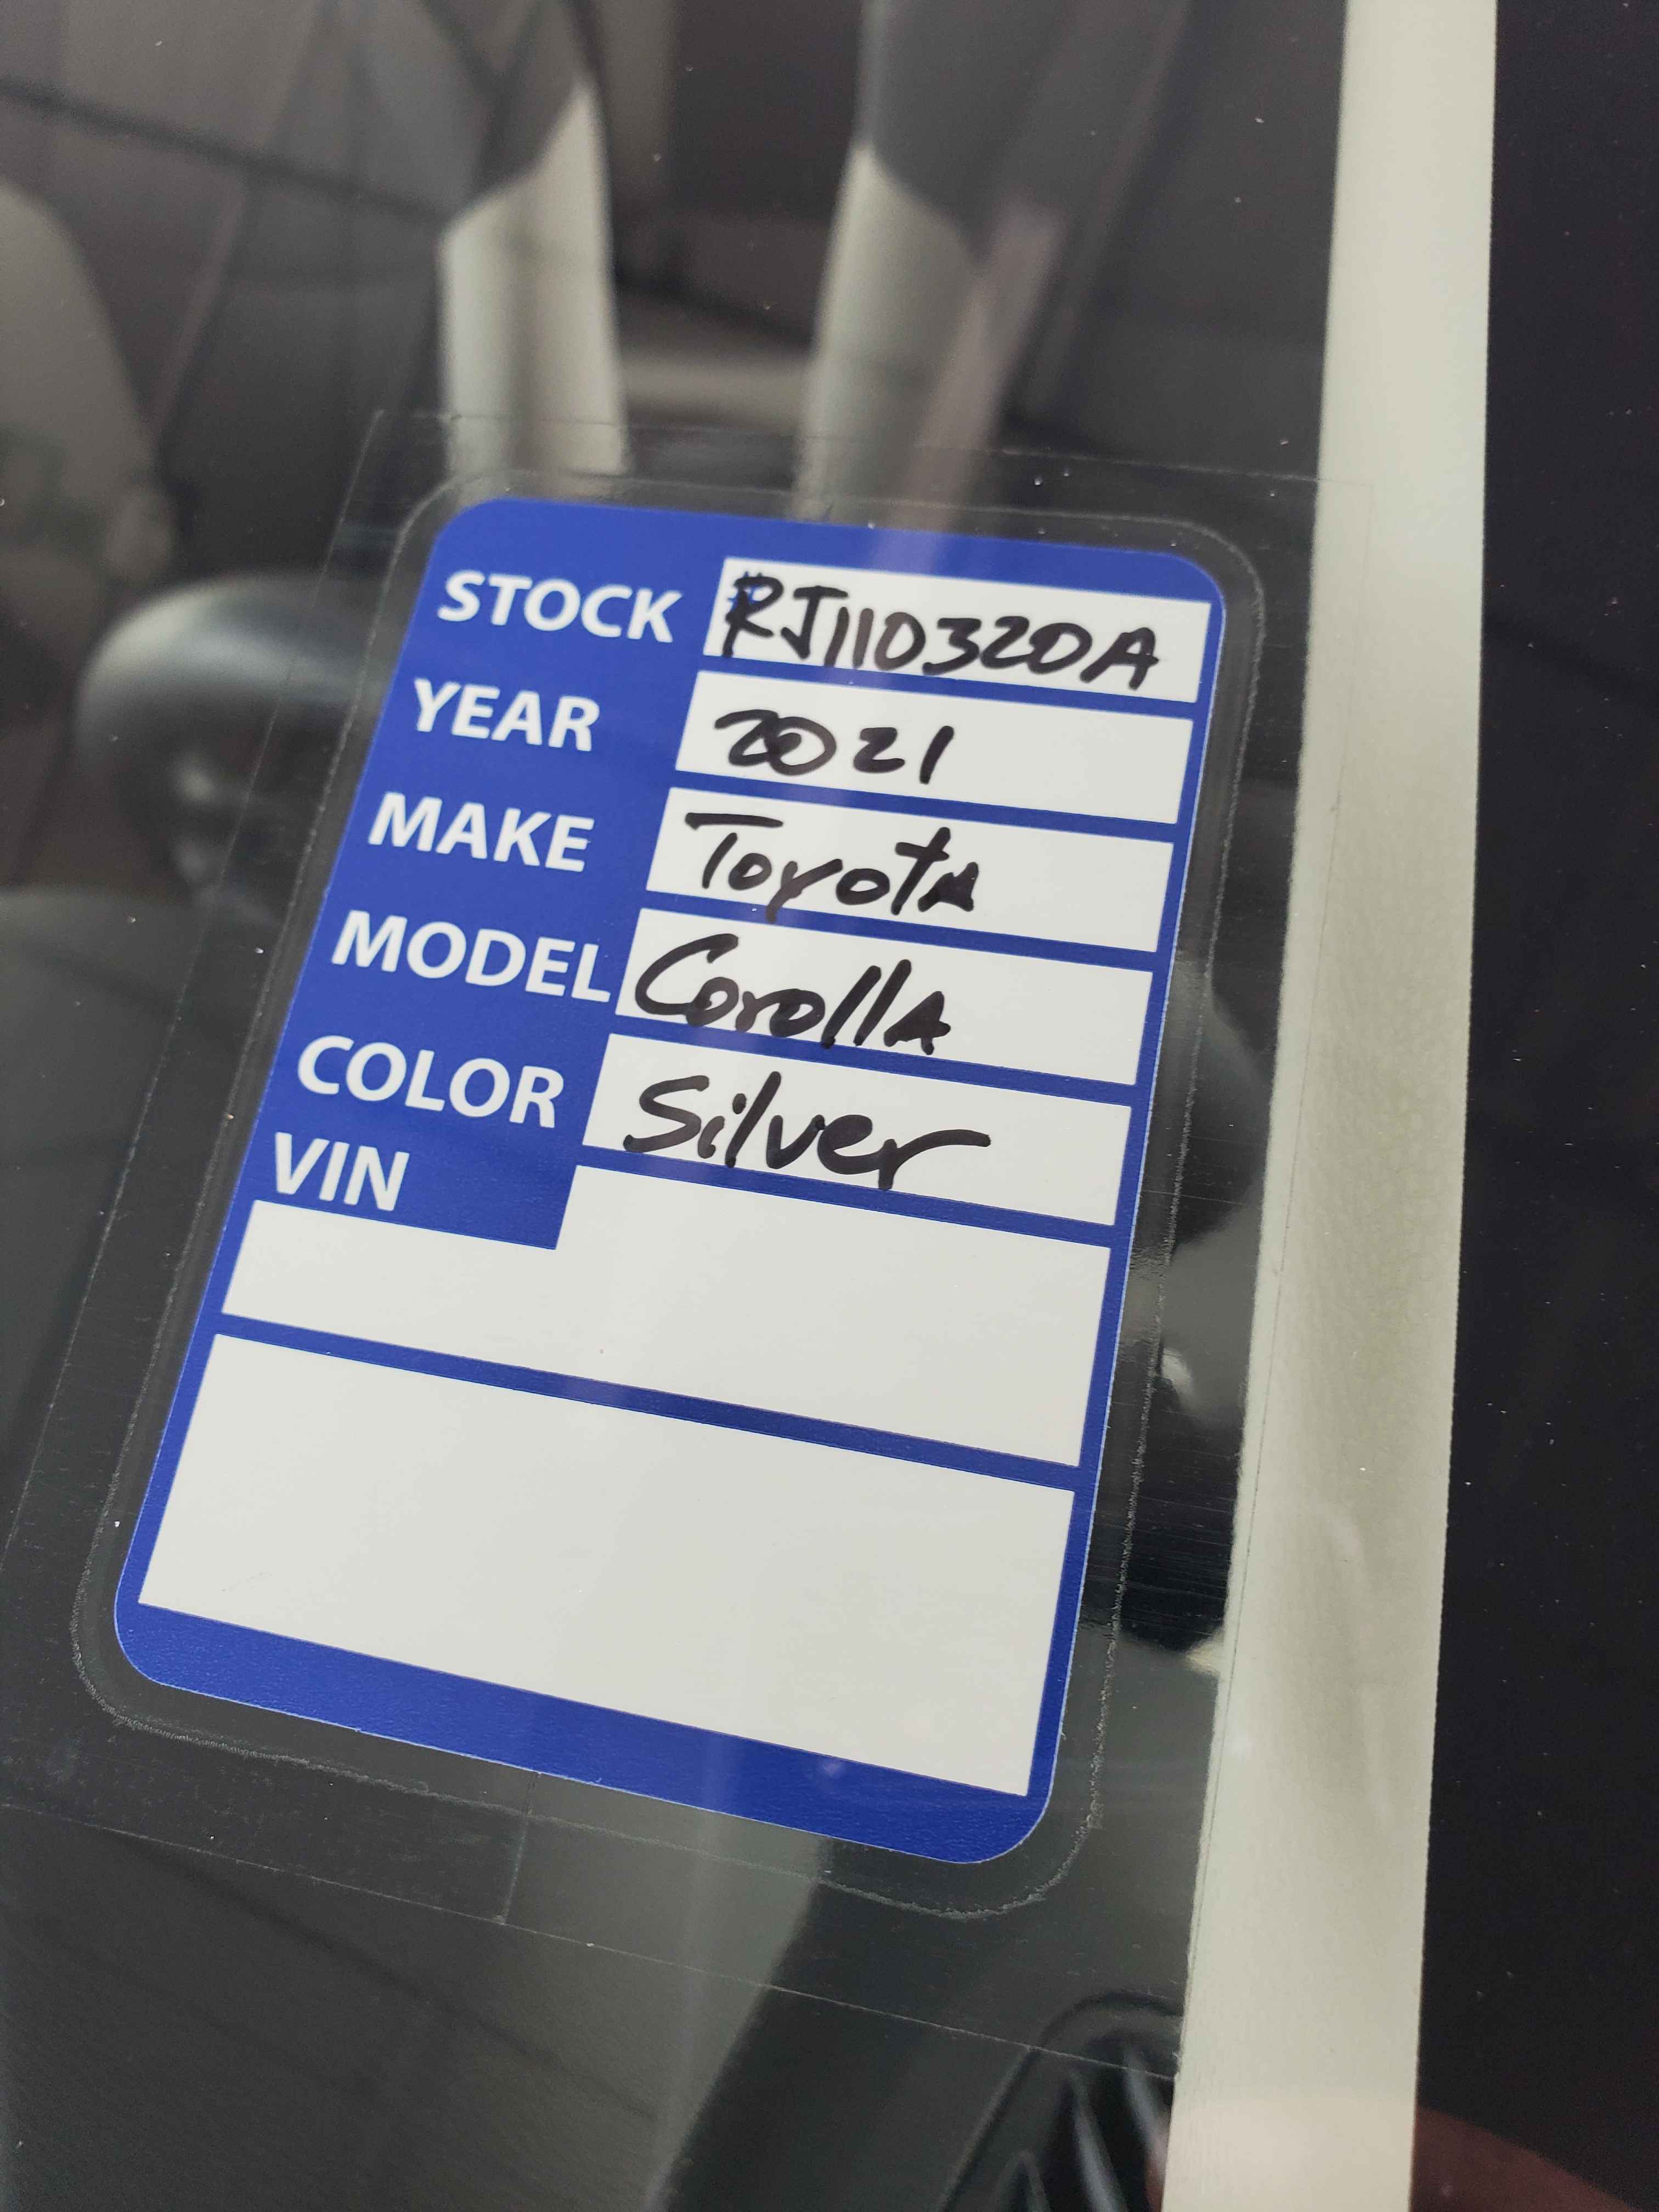 STOCK #RJ110320A
YEAR 2021
MAKE Toyota
MODEL Corolla
COLOR Silver
VIN